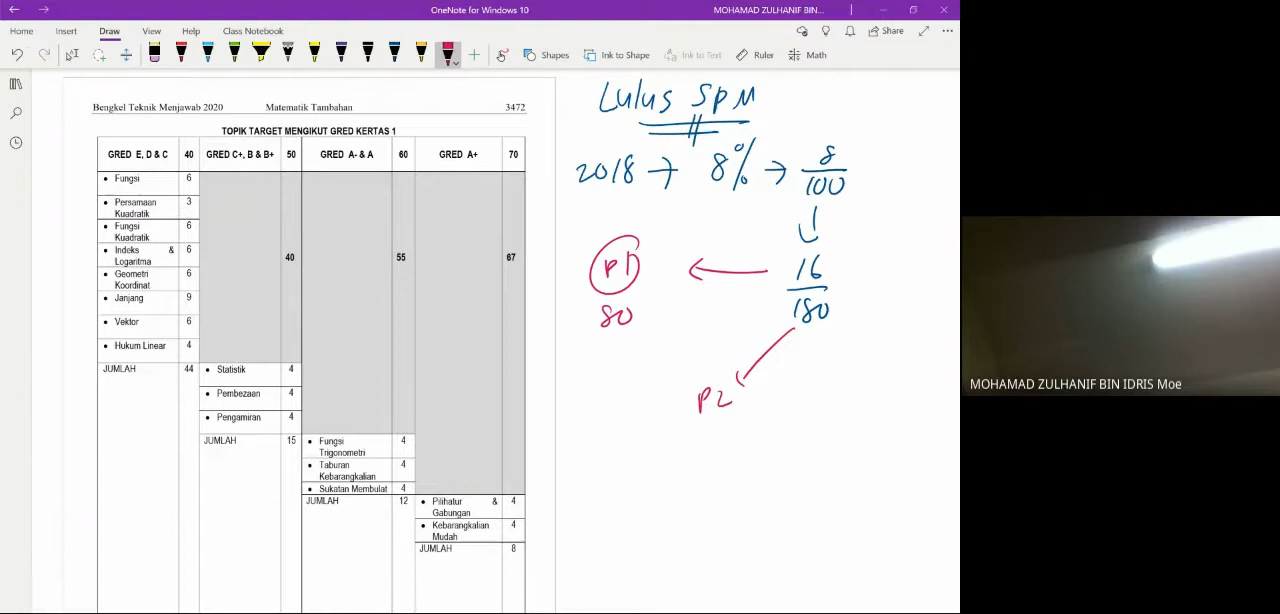 OneNote for Windows 10
MOHAMAD ZULHANIF BIN...
Home Insert Draw View Help Class Notebook
Share
Shapes Ink to Shape Ink to Text Ruler Math
Bengkel Teknik Menjawab 2020 Matematik Tambahan 3472
TOPIK TARGET MENGIKUT GRED KERTAS 1
GRED E, D & C 40 GRED C+, B & B+ 50 GRED A- & A 60 GRED A+ 70
• Fungsi 6
• Persamaan Kuadratik 3
• Fungsi Kuadratik 6
• Indeks & Logaritma 6
40 55 67
• Geometri Koordinat 6
• Janjang 9
• Vektor 6
• Hukum Linear 4
JUMLAH 44
• Statistik 4
• Pembezaan 4
• Pengamiran 4
JUMLAH 15
• Fungsi Trigonometri 4
• Taburan Kebarangkalian 4
• Sukatan Membulat 4
JUMLAH 12
• Pilihatur & Gabungan 4
• Kebarangkalian Mudah 4
JUMLAH 8
Lulus SPM
2018 → 8% → 8/100
16/180
P1
80
P2
MOHAMAD ZULHANIF BIN IDRIS Moe